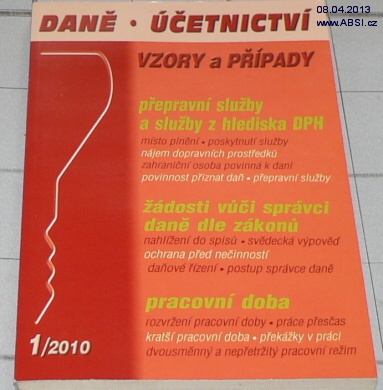 08.04.2013
www.ABSI.cz
DANĚ • ÚČETNICTVÍ
VZORY a PŘÍPADY
přepravní služby
a služby z hlediska DPH
místo plnění • poskytnutí služby
nájem dopravních prostředků
zahraniční osoba povinná k dani
povinnost přiznat daň • přepravní služby
žádosti vůči správci
daně dle zákonů
nahlížení do spisů • svědecká výpověď
ochrana před nečinností
daňové řízení • postup správce daně
pracovní doba
rozvržení pracovní doby • práce přesčas
kratší pracovní doba • překážky v práci
dvousměnný a nepřetržitý pracovní režim
1/2010